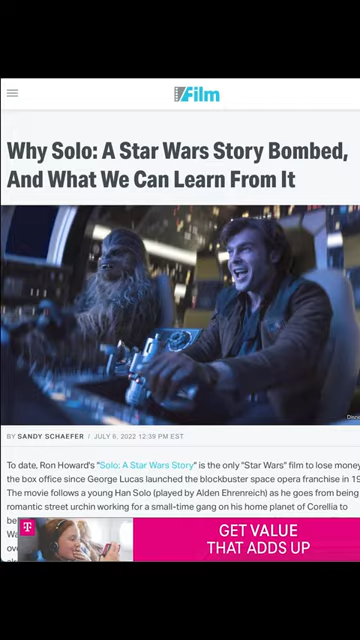 /Film
Why Solo: A Star Wars Story Bombed,
And What We Can Learn From It
BY SANDY SCHAEFER / JULY 6, 2022 12:39 PM EST
To date, Ron Howard's "Solo: A Star Wars Story" is the only "Star Wars" film to lose money
the box office since George Lucas launched the blockbuster space opera franchise in 19
The movie follows a young Han Solo (played by Alden Ehrenreich) as he goes from being
romantic street urchin working for a small-time gang on his home planet of Corellia to
be
T
GET VALUE
THAT ADDS UP